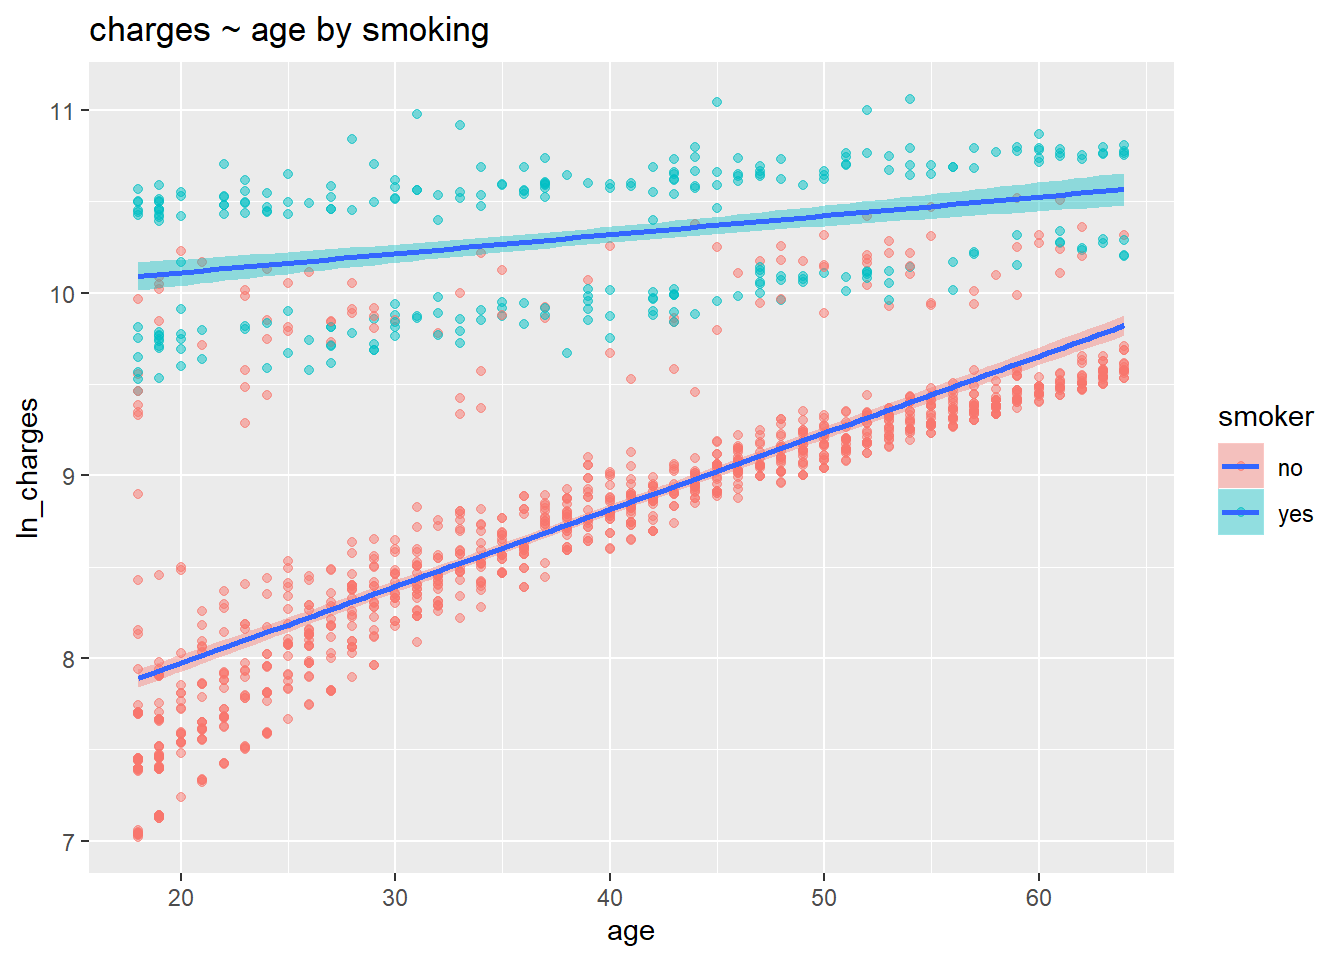 charges ~ age by smoking
11
10
9
8
7
ln_charges
20 30 40 50 60
age
smoker
no
yes